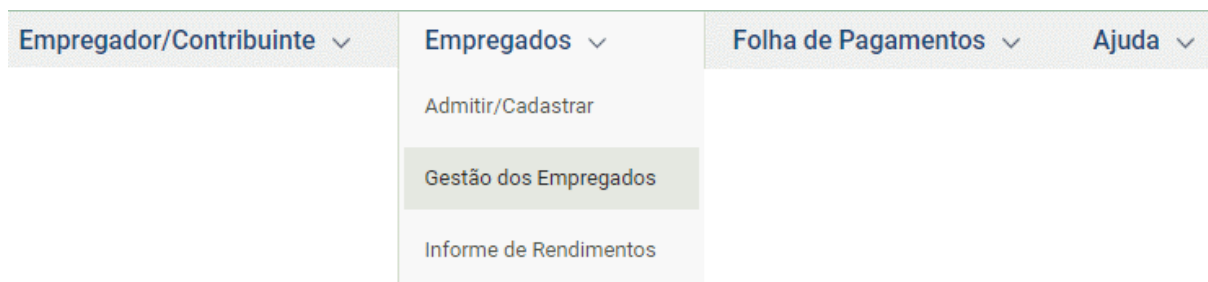 Empregador/Contribuinte Empregados Folha de Pagamentos Ajuda
Admitir/Cadastrar
Gestão dos Empregados
Informe de Rendimentos